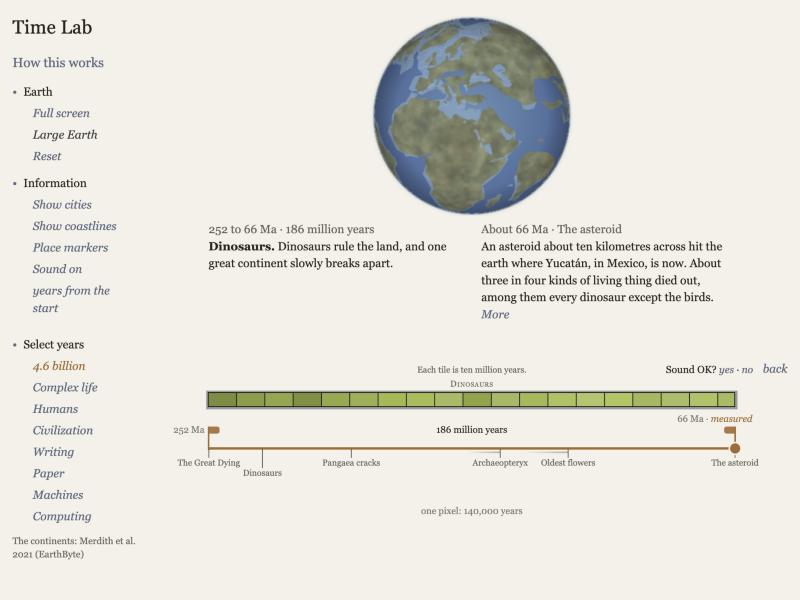 Time Lab
How this works
• Earth
Full screen
Large Earth
Reset
• Information
Show cities
Show coastlines
Place markers
Sound on
years from the
start
• Select years
4.6 billion
Complex life
Humans
Civilization
Writing
Paper
Machines
Computing
The continents: Merdith et al.
2021 (EarthByte)
252 to 66 Ma · 186 million years
Dinosaurs. Dinosaurs rule the land, and one
great continent slowly breaks apart.
About 66 Ma · The asteroid
An asteroid about ten kilometres across hit the
earth where Yucatán, in Mexico, is now. About
three in four kinds of living thing died out,
among them every dinosaur except the birds.
More
Each tile is ten million years.
Sound OK? yes · no back
Dinosaurs
66 Ma · measured
252 Ma
186 million years
The Great Dying
Dinosaurs
Pangaea cracks
Archaeopteryx
Oldest flowers
The asteroid
one pixel: 140,000 years